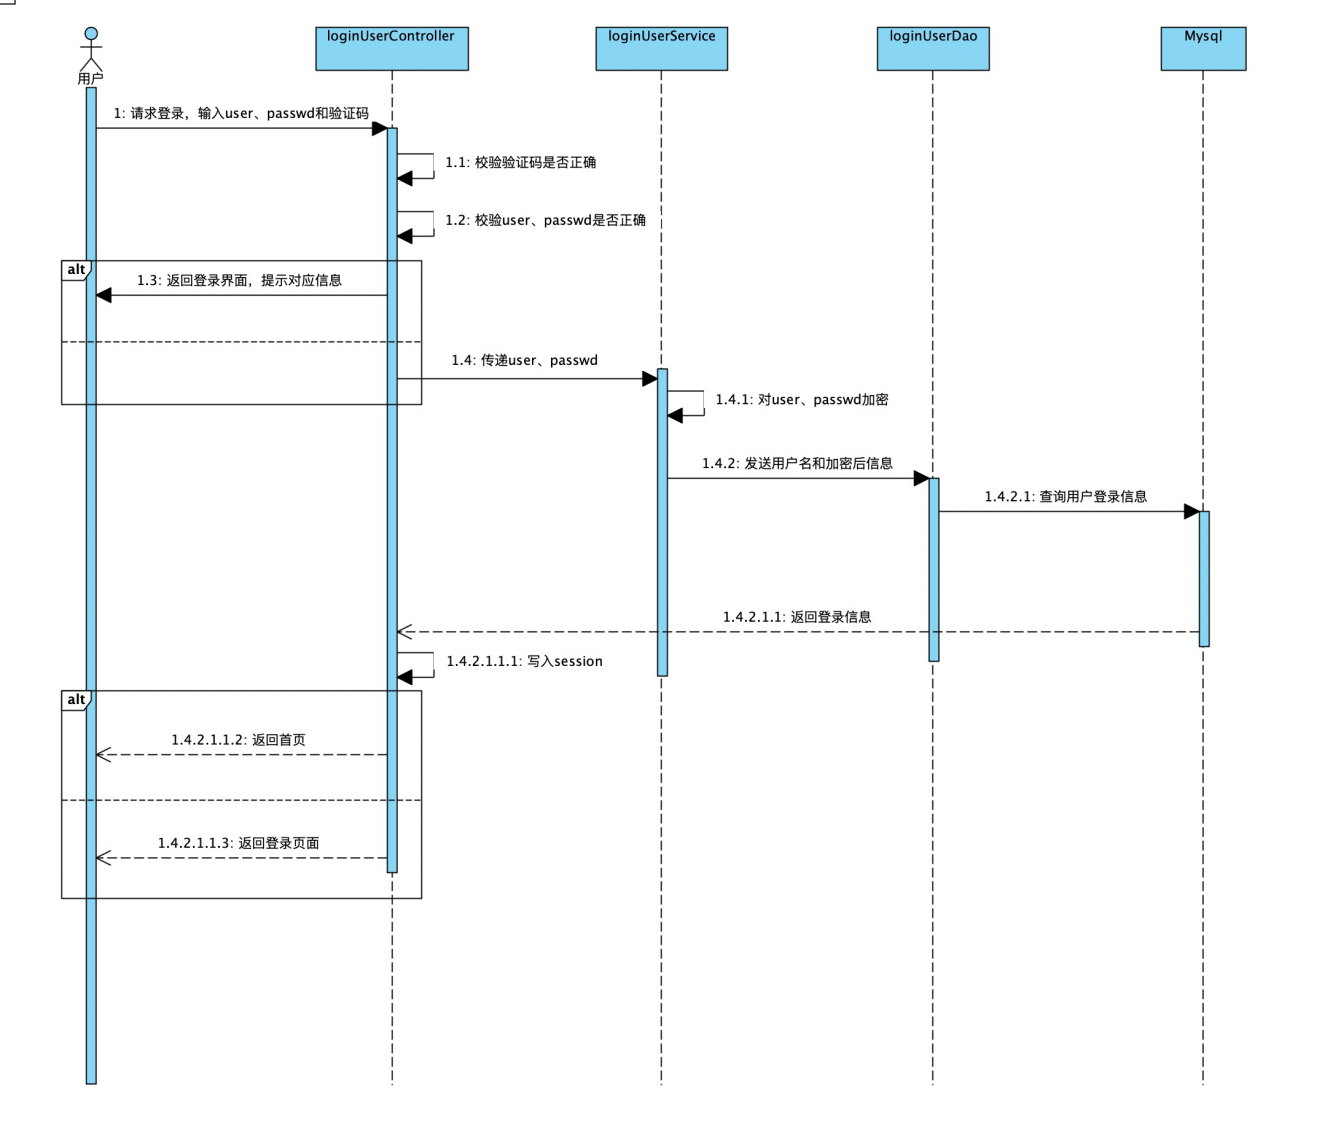 loginUserController
loginUserService
loginUserDao
Mysql
用户
1: 请求登录，输入user、passwd和验证码
1.1: 校验验证码是否正确
1.2: 校验user、passwd是否正确
alt
1.3: 返回登录界面，提示对应信息
1.4: 传递user、passwd
1.4.1: 对user、passwd加密
1.4.2: 发送用户名和加密后信息
1.4.2.1: 查询用户登录信息
1.4.2.1.1: 返回登录信息
1.4.2.1.1.1: 写入session
alt
1.4.2.1.1.2: 返回首页
1.4.2.1.1.3: 返回登录页面